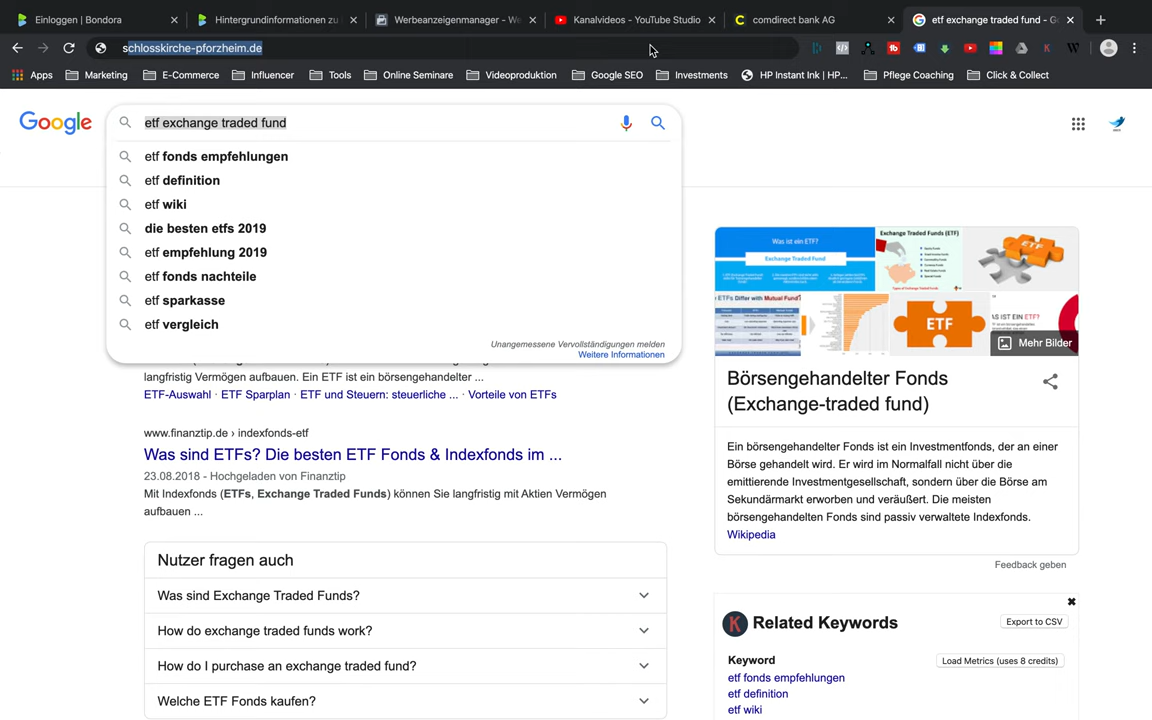 Einloggen | Bondora
Hintergrundinformationen zu
Werbeanzeigenmanager - We
Kanalvideos - YouTube Studio
comdirect bank AG
etf exchange traded fund - Go
schlosskirche-pforzheim.de
Apps
Marketing
E-Commerce
Influencer
Tools
Online Seminare
Videoproduktion
Google SEO
Investments
HP Instant Ink | HP...
Pflege Coaching
Click & Collect
Google
etf exchange traded fund
etf fonds empfehlungen
etf definition
etf wiki
die besten etfs 2019
etf empfehlung 2019
etf fonds nachteile
etf sparkasse
etf vergleich
Unangemessene Vervollständigungen melden
Weitere Informationen
langfristig Vermögen aufbauen. Ein ETF ist ein börsengehandelter ...
ETF-Auswahl · ETF Sparplan · ETF und Steuern: steuerliche ... · Vorteile von ETFs
www.finanztip.de › indexfonds-etf
Was sind ETFs? Die besten ETF Fonds & Indexfonds im ...
23.08.2018 - Hochgeladen von Finanztip
Mit Indexfonds (ETFs, Exchange Traded Funds) können Sie langfristig mit Aktien Vermögen
aufbauen ...
Nutzer fragen auch
Was sind Exchange Traded Funds?
How do exchange traded funds work?
How do I purchase an exchange traded fund?
Welche ETF Fonds kaufen?
Was ist ein ETF?
Exchange Traded Fund
Exchange Traded Funds (ETF)
ETF
ETFs Differ with Mutual Fund
ETF
AS IST EIN ETF?
Mehr Bilder
Börsengehandelter Fonds
(Exchange-traded fund)
Ein börsengehandelter Fonds ist ein Investmentfonds, der an einer
Börse gehandelt wird. Er wird im Normalfall nicht über die
emittierende Investmentgesellschaft, sondern über die Börse am
Sekundärmarkt erworben und veräußert. Die meisten
börsengehandelten Fonds sind passiv verwaltete Indexfonds.
Wikipedia
Feedback geben
Related Keywords
Export to CSV
Keyword
Load Metrics (uses 8 credits)
etf fonds empfehlungen
etf definition
etf wiki